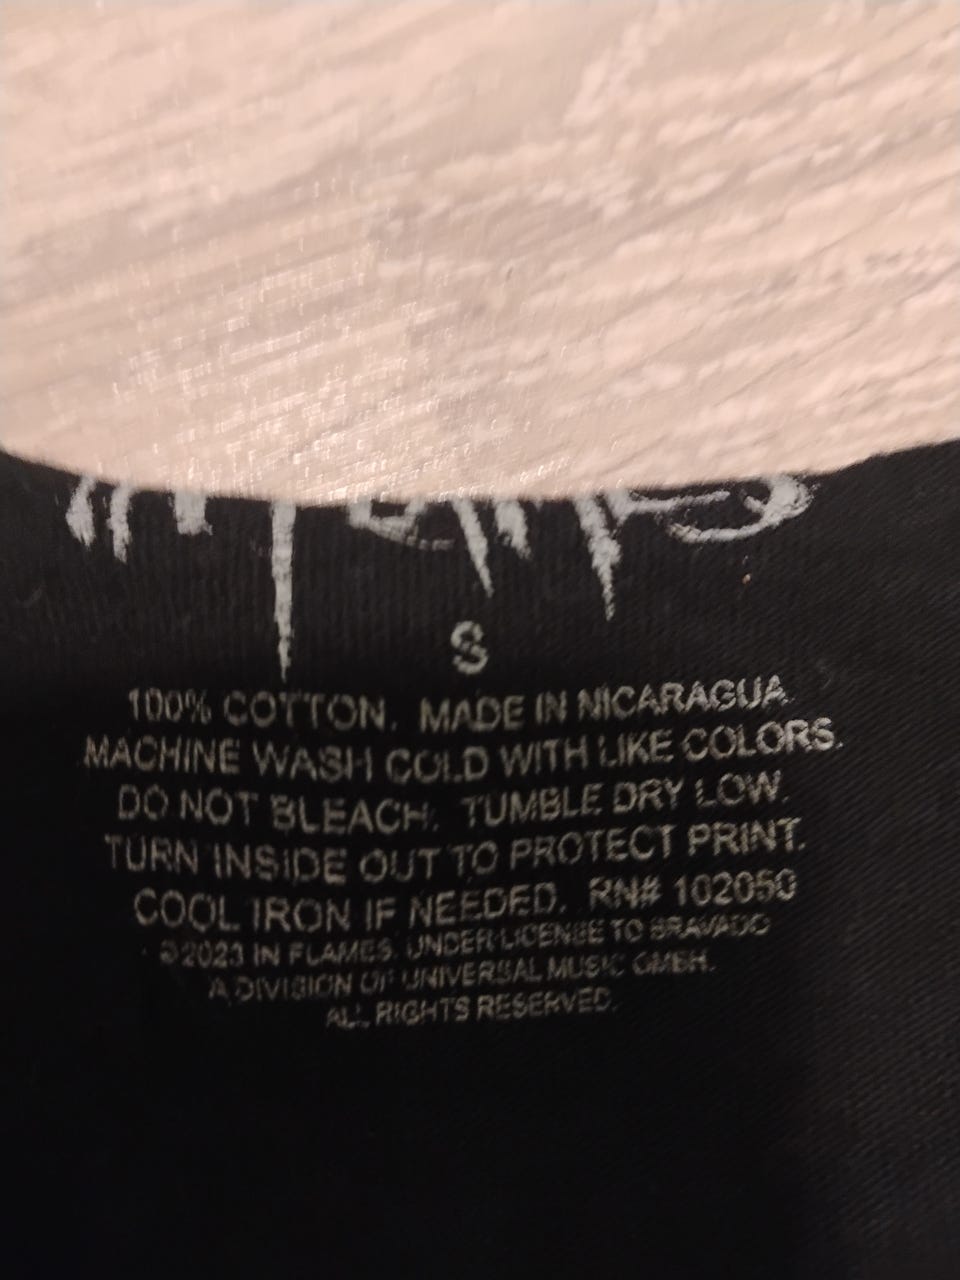 In Flames
S
100% COTTON. MADE IN NICARAGUA.
MACHINE WASH COLD WITH LIKE COLORS.
DO NOT BLEACH. TUMBLE DRY LOW.
TURN INSIDE OUT TO PROTECT PRINT.
COOL IRON IF NEEDED. RN# 102050
©2023 IN FLAMES. UNDER LICENSE TO BRAVADO
A DIVISION OF UNIVERSAL MUSIC GMBH.
ALL RIGHTS RESERVED.